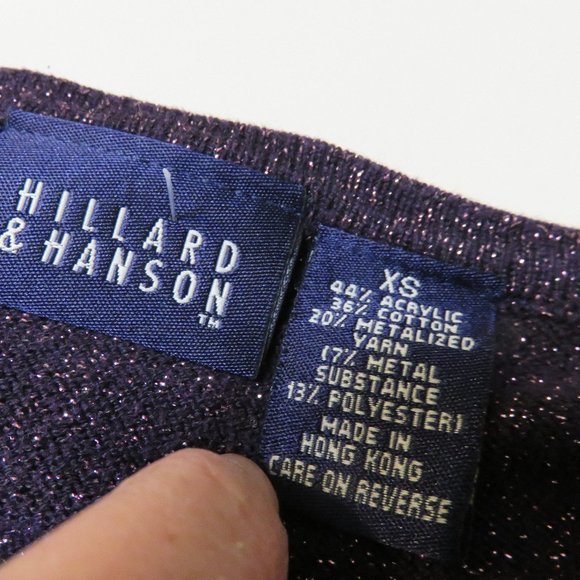 HILLARD
& HANSON
™
XS
44% ACRYLIC
36% COTTON
20% METALIZED
YARN
(7% METAL
SUBSTANCE
13% POLYESTER)
MADE IN
HONG KONG
CARE ON REVERSE